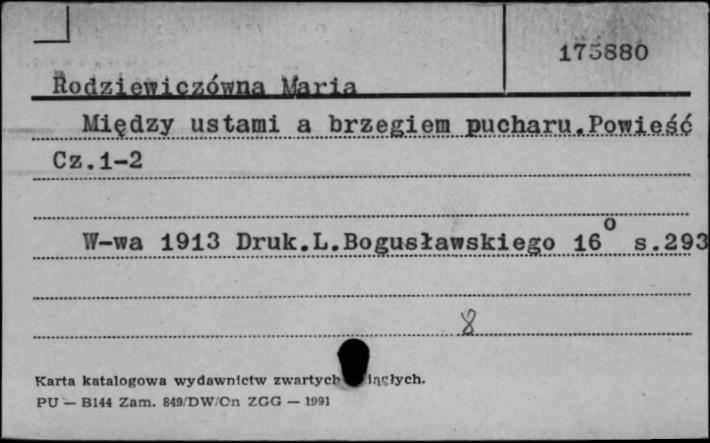 175880
Rodziewiczówna Maria
Między ustami a brzegiem pucharu.Powieść
Cz.1-2
W-wa 1913 Druk.L.Bogusławskiego 16° s.293
8
Karta katalogowa wydawnictw zwartych
PU — B144 Zam. 849/DW/Cn ZGG — 1991